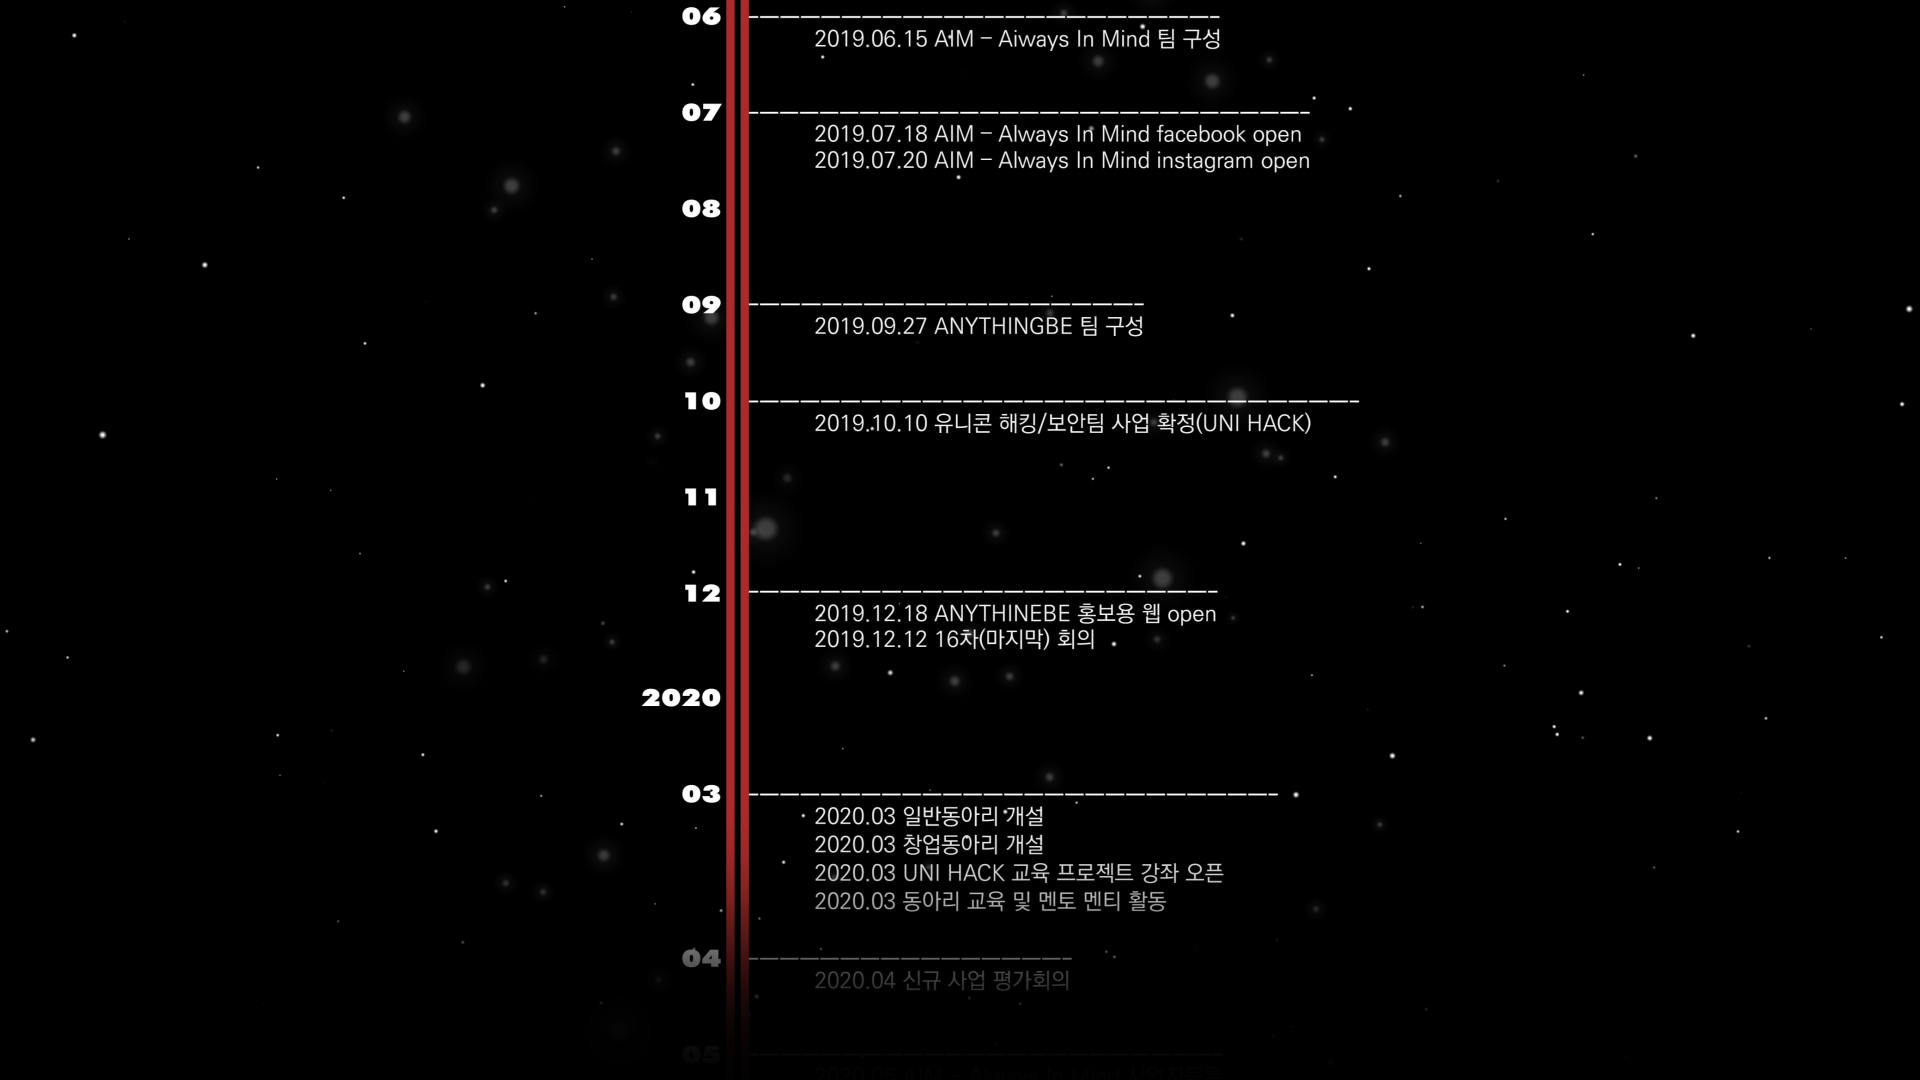 06
2019.06.15 AIM - Aiways In Mind 팀 구성
07
2019.07.18 AIM - Always In Mind facebook open
2019.07.20 AIM - Always In Mind instagram open
08
09
2019.09.27 ANYTHINGBE 팀 구성
10
2019.10.10 유니콘 해킹/보안팀 사업 확정(UNI HACK)
11
12
2019.12.18 ANYTHINEBE 홍보용 웹 open
2019.12.12 16차(마지막) 회의
2020
03
2020.03 일반동아리 개설
2020.03 창업동아리 개설
2020.03 UNI HACK 교육 프로젝트 강좌 오픈
2020.03 동아리 교육 및 멘토 멘티 활동
04
2020.04 신규 사업 평가회의
05
2020.05 AIM - Always In Mind